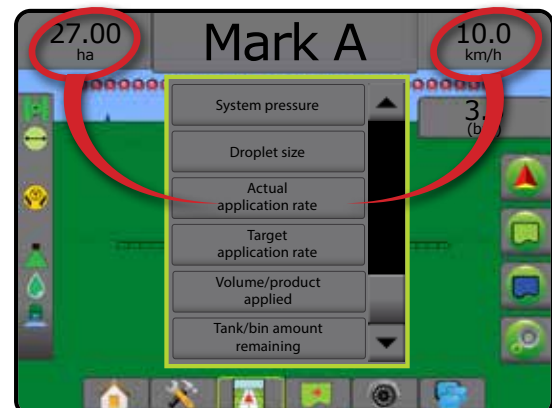 27.00
ha
Mark A
10.0
km/h
System pressure
3.
Droplet size
Actual
application rate
Target
application rate
Volume/product
applied
Tank/bin amount
remaining